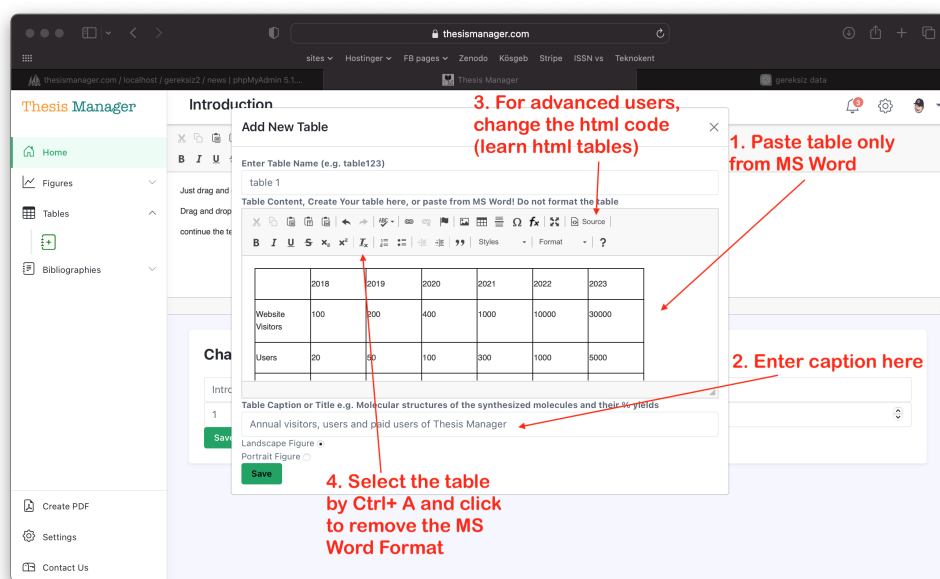 thesismanager.com
sites Hostinger FB pages Zenodo Kösgeb Stripe ISSN vs Teknokent
thesismanager.com / localhost / gereksiz2 / news | phpMyAdmin 5.1....
Thesis Manager
gereksiz data
Thesis Manager
Introduction
3
Home
Figures
Tables
Bibliographies
Create PDF
Settings
Contact Us
B I U
Just drag and
Drag and drop
continue the te
Cha
Intro
1
Save
Add New Table
Enter Table Name (e.g. table123)
table 1
Table Content, Create Your table here, or paste from MS Word! Do not format the table
ABC Ω fx Source
B I U S x₂ x² Tx Styles Format ?
2018 2019 2020 2021 2022 2023
Website Visitors 100 200 400 1000 10000 30000
Users 20 50 100 300 1000 5000
Table Caption or Title e.g. Molecular structures of the synthesized molecules and their % yields
Annual visitors, users and paid users of Thesis Manager
Landscape Figure
Portrait Figure
Save
3. For advanced users,
change the html code
(learn html tables)
1. Paste table only
from MS Word
2. Enter caption here
4. Select the table
by Ctrl+ A and click
to remove the MS
Word Format